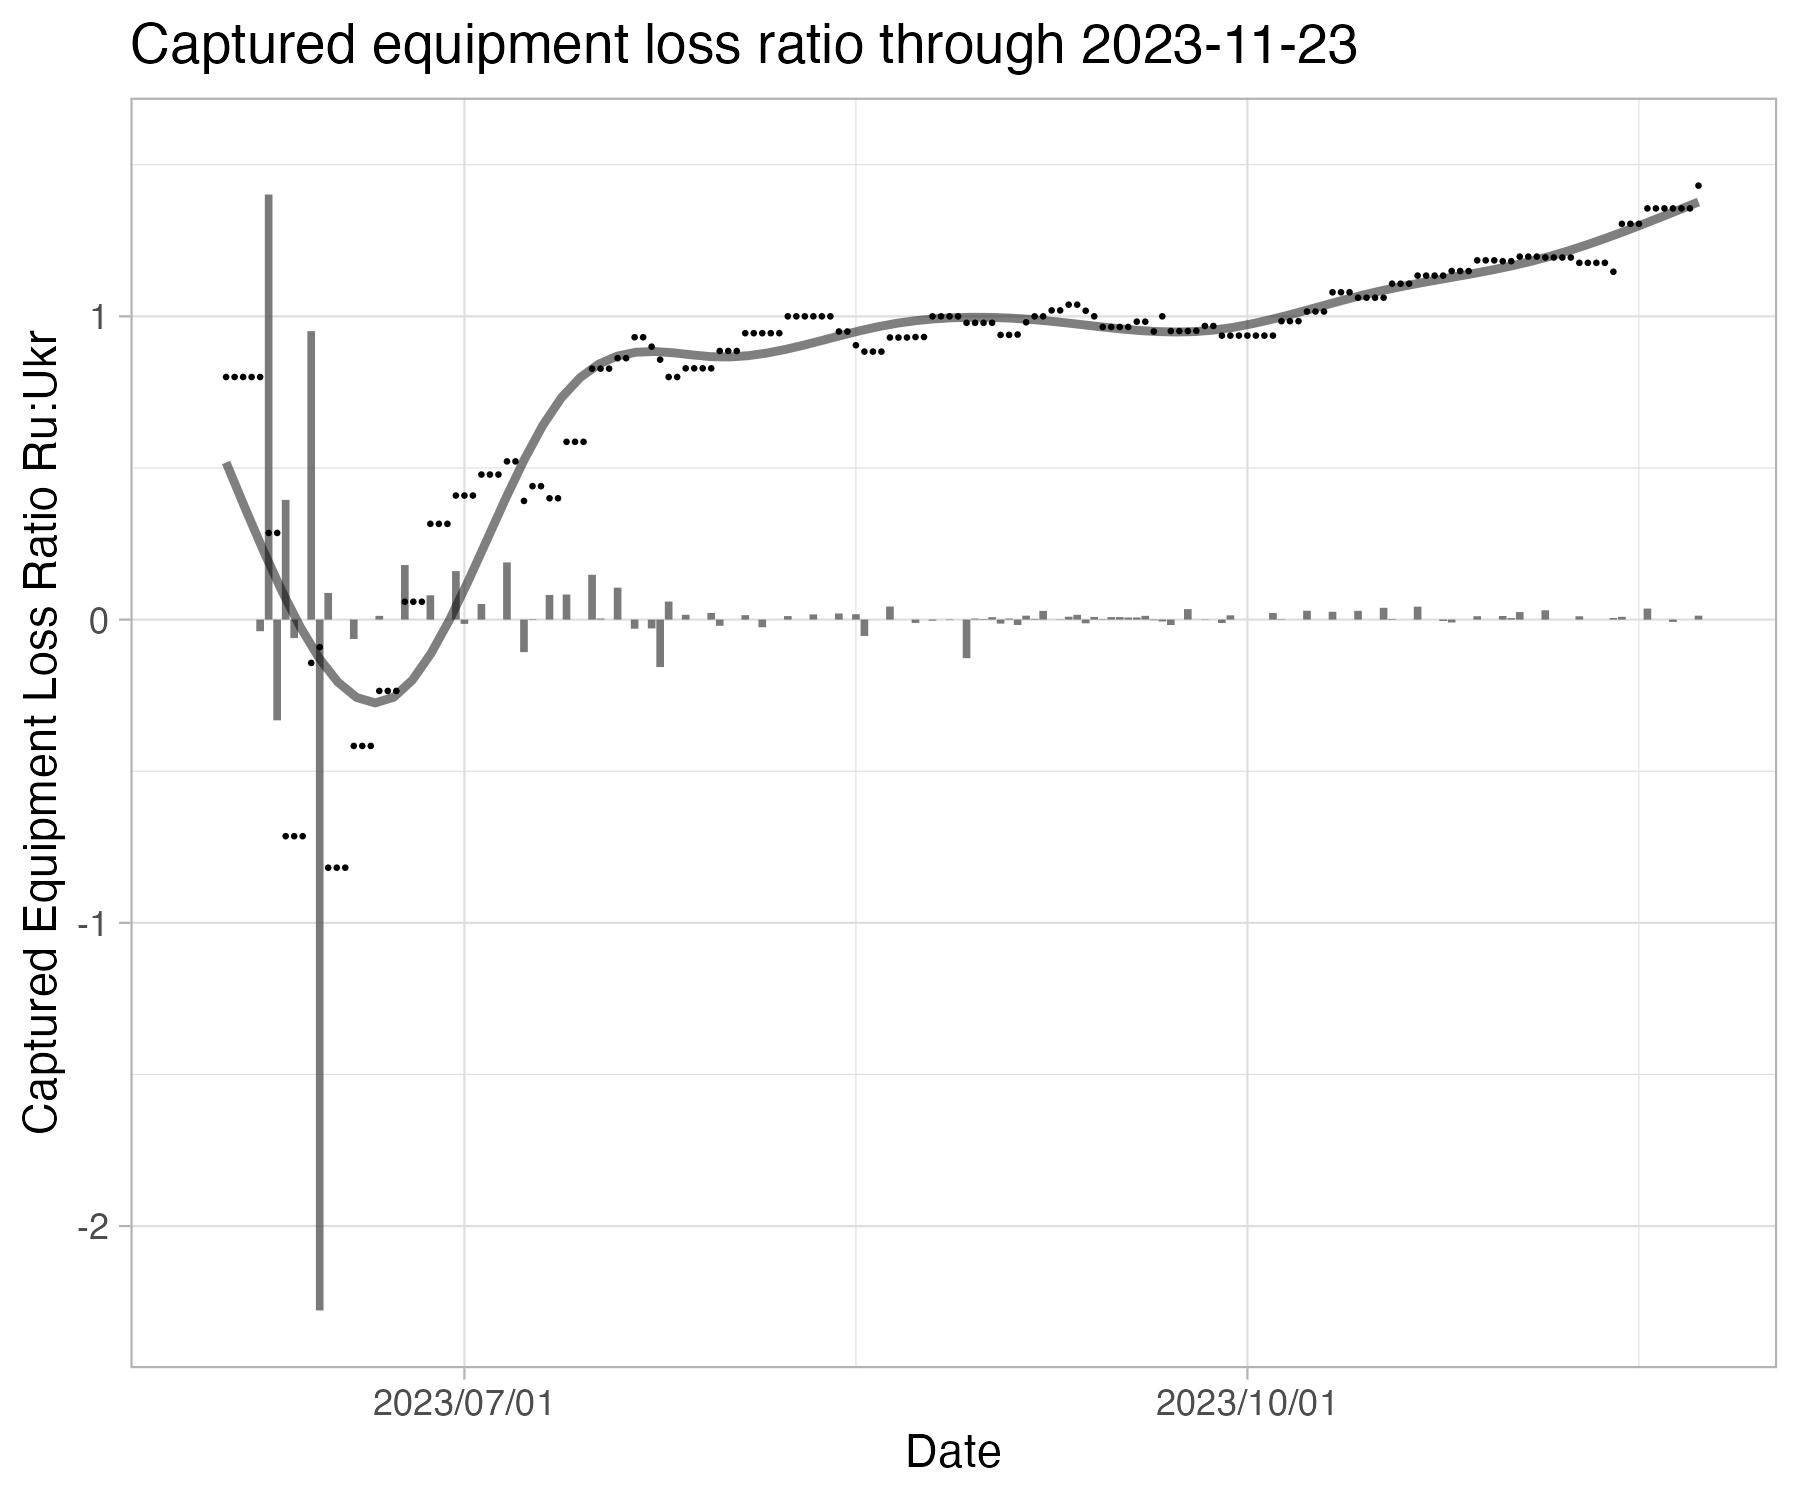 Captured equipment loss ratio through 2023-11-23
Captured Equipment Loss Ratio Ru:Ukr
1
0
-1
-2
2023/07/01
2023/10/01
Date